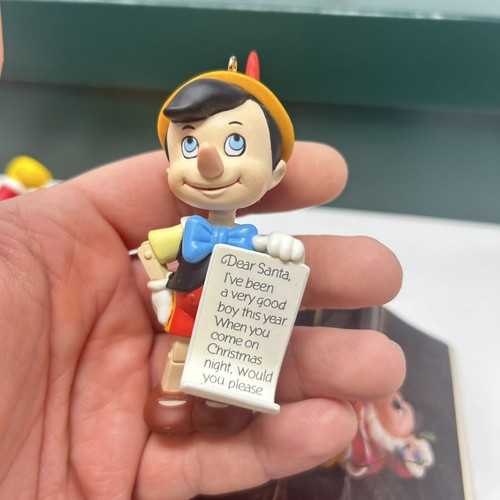 Dear Santa,
I've been
a very good
boy this year
When you
come on
Christmas
night, would
you please